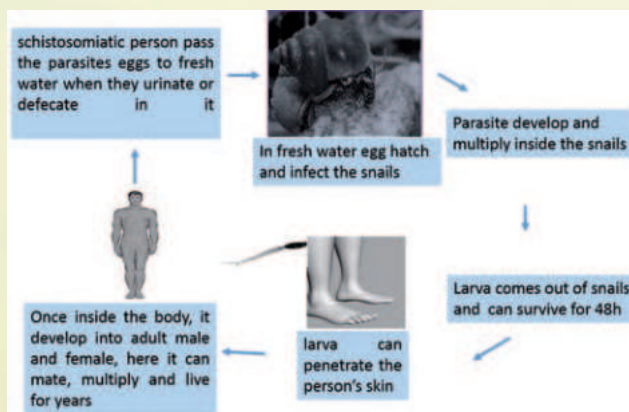 schistosomiatic person pass
the parasites eggs to fresh
water when they urinate or
defecate in it
In fresh water egg hatch
and infect the snails
Parasite develop and
multiply inside the snails
Larva comes out of snails
and can survive for 48h
larva can
penetrate the
person's skin
Once inside the body, it
develop into adult male
and female, here it can
mate, multiply and live
for years